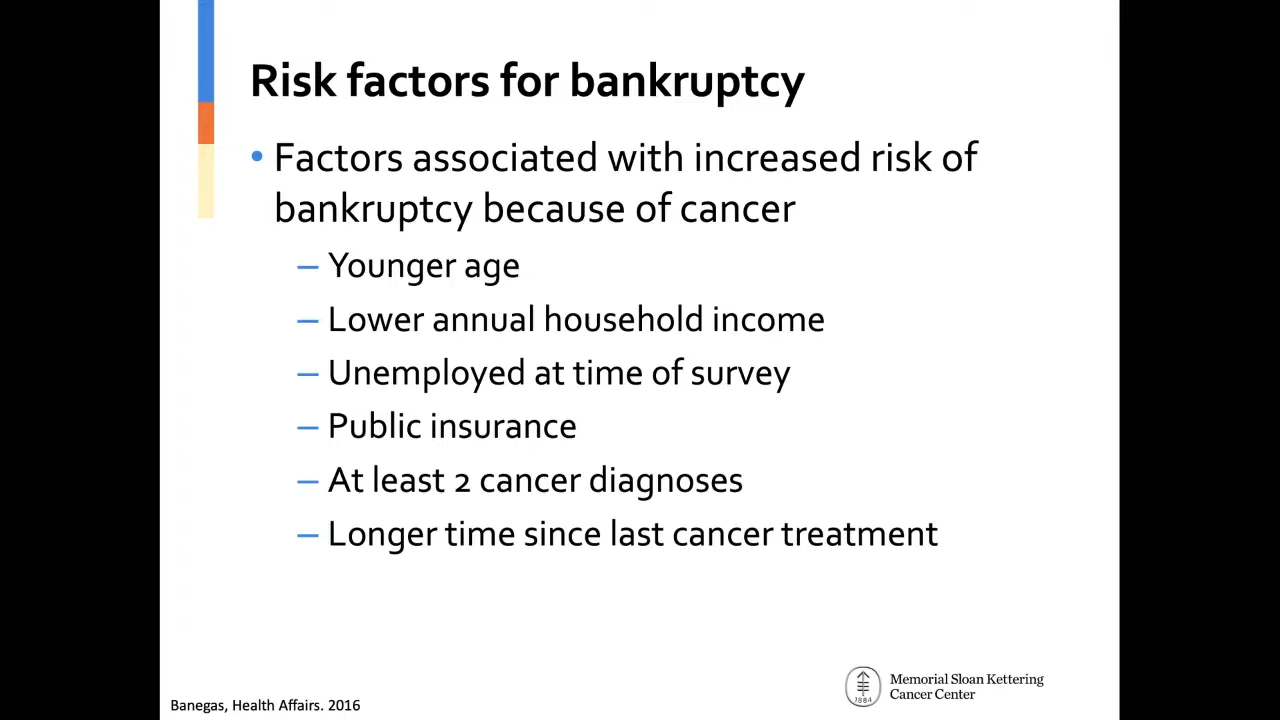 Risk factors for bankruptcy
• Factors associated with increased risk of
bankruptcy because of cancer
– Younger age
– Lower annual household income
– Unemployed at time of survey
– Public insurance
– At least 2 cancer diagnoses
– Longer time since last cancer treatment
Banegas, Health Affairs. 2016
1884
Memorial Sloan Kettering
Cancer Center